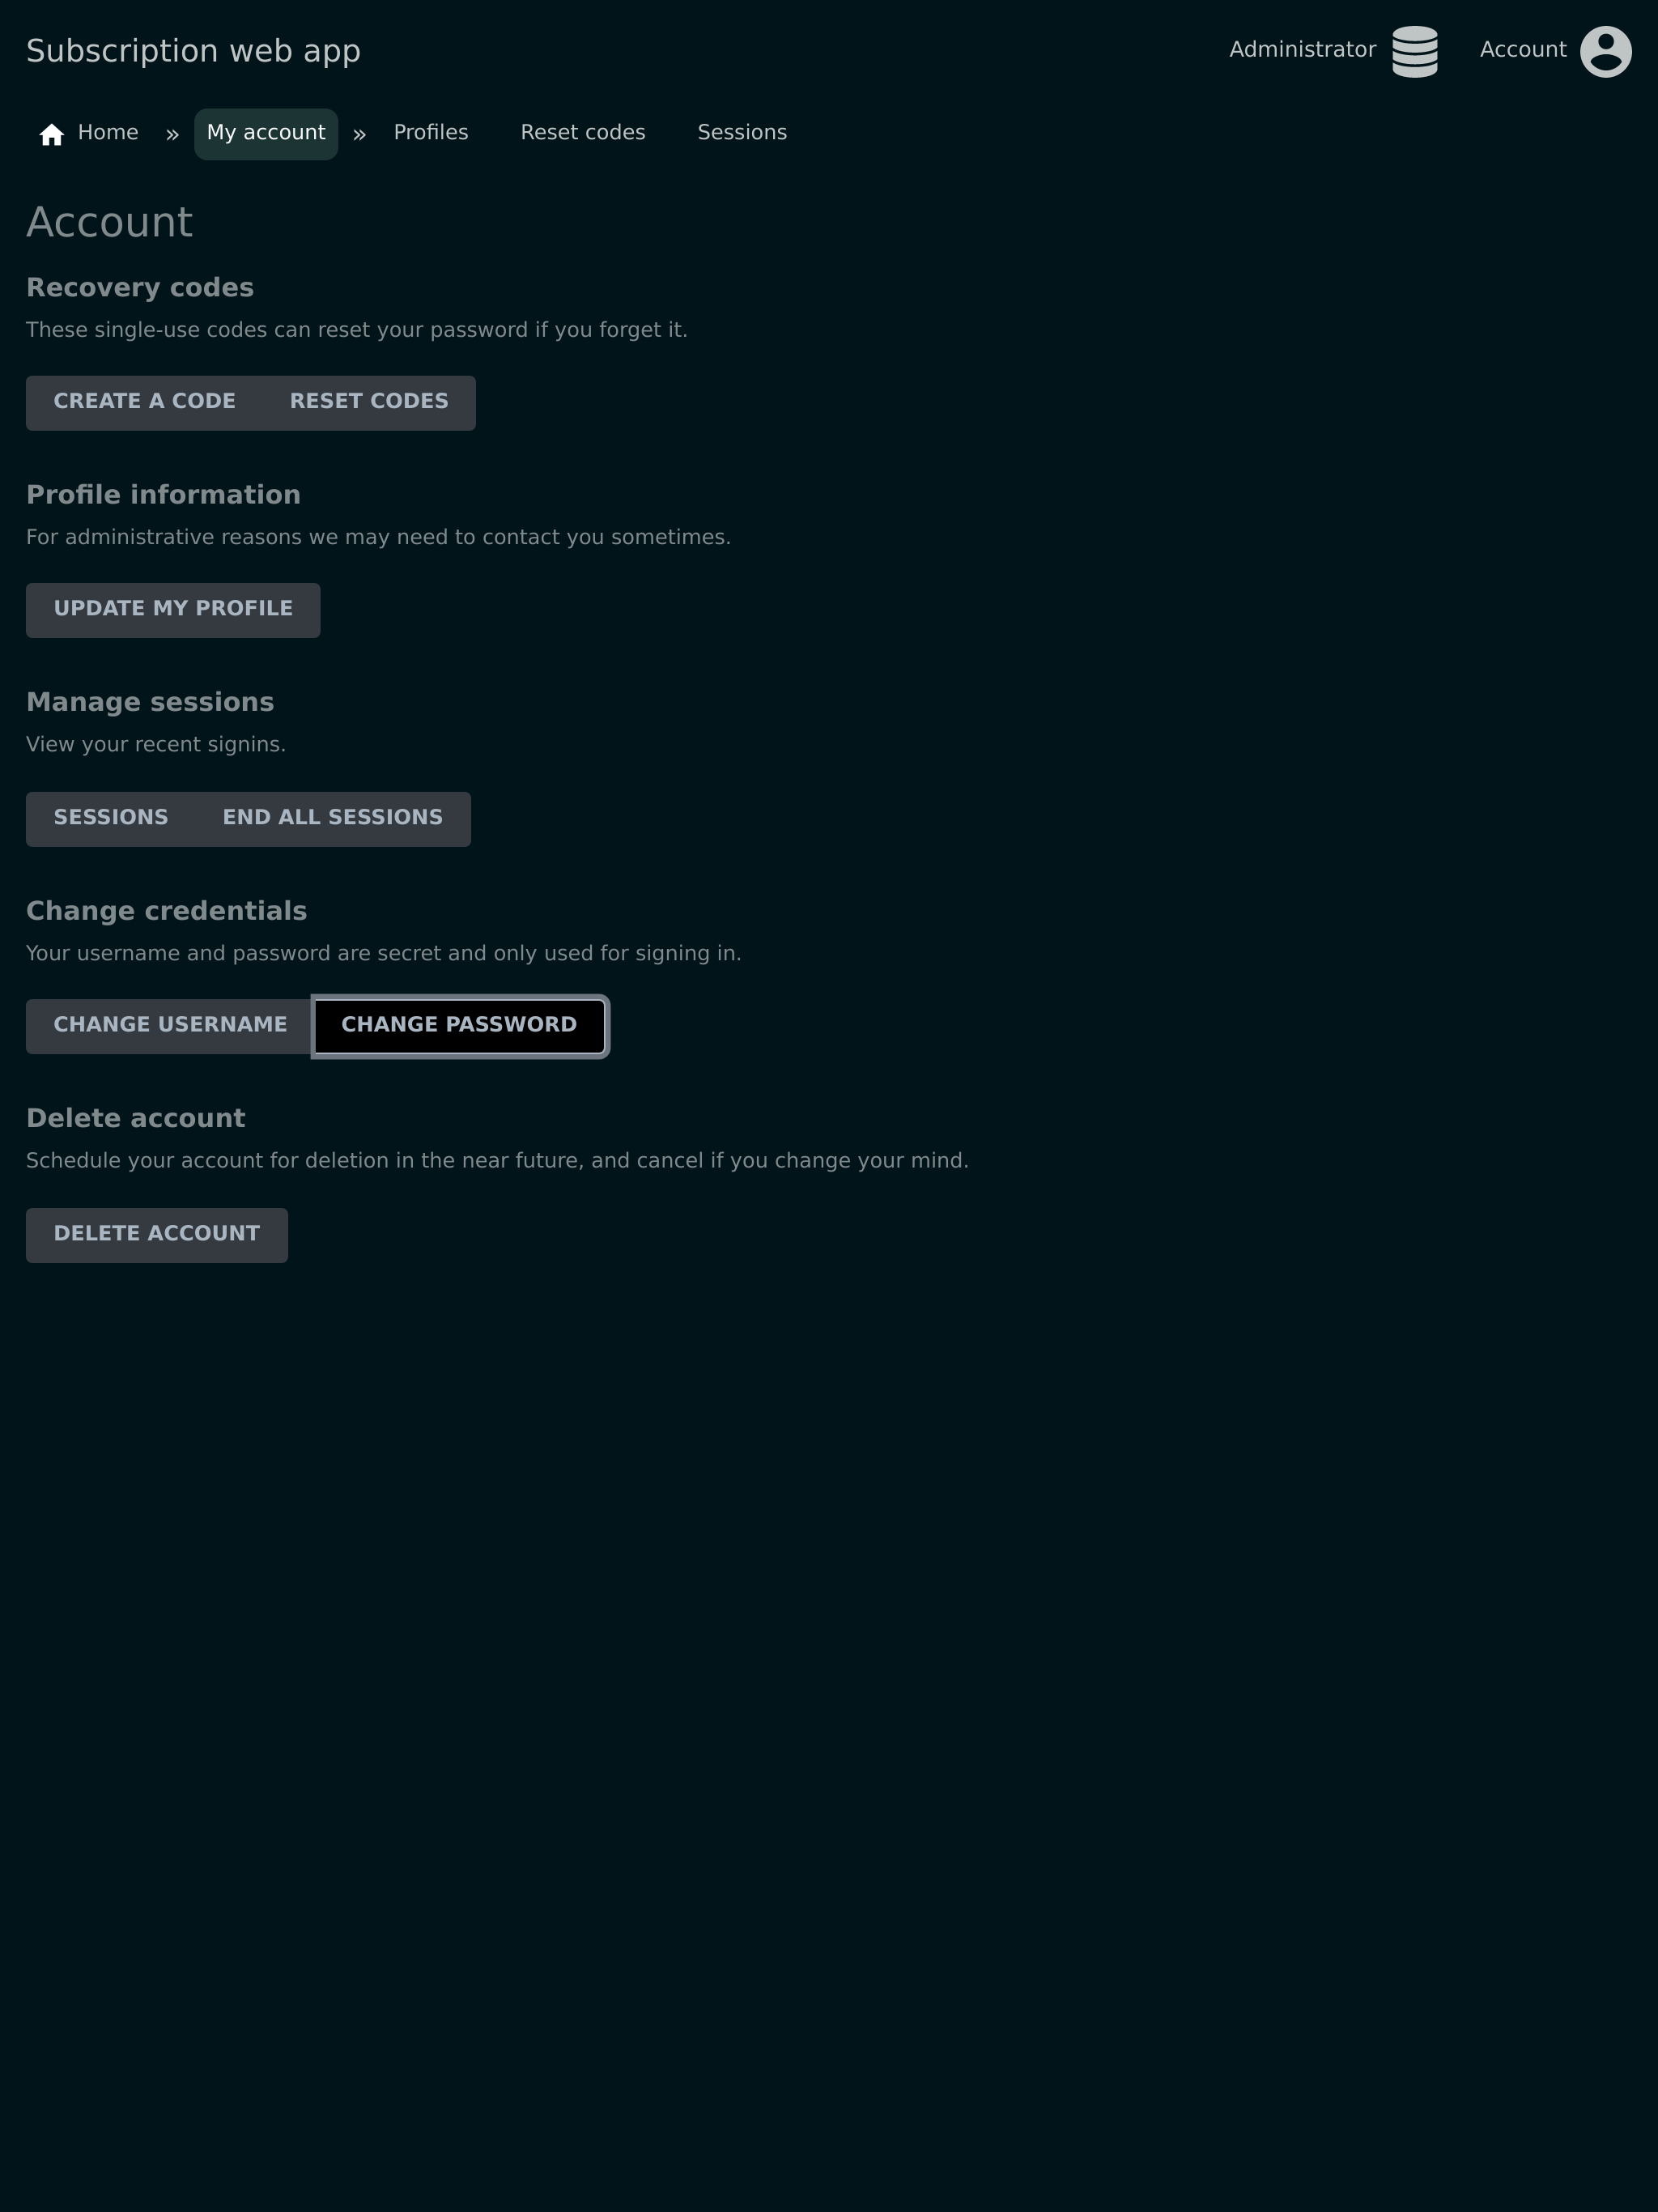 Subscription web app
Administrator
Account
Home » My account » Profiles Reset codes Sessions
Account
Recovery codes
These single-use codes can reset your password if you forget it.
CREATE A CODE RESET CODES
Profile information
For administrative reasons we may need to contact you sometimes.
UPDATE MY PROFILE
Manage sessions
View your recent signins.
SESSIONS END ALL SESSIONS
Change credentials
Your username and password are secret and only used for signing in.
CHANGE USERNAME CHANGE PASSWORD
Delete account
Schedule your account for deletion in the near future, and cancel if you change your mind.
DELETE ACCOUNT